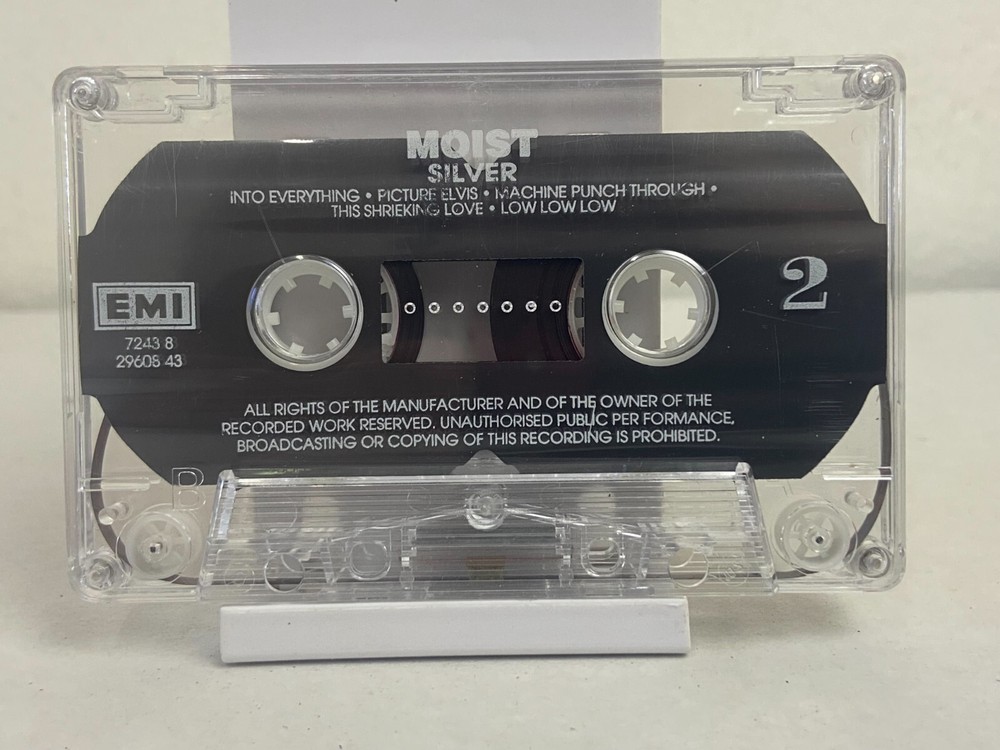 MOIST
SILVER
INTO EVERYTHING • PICTURE ELVIS • MACHINE PUNCH THROUGH •
THIS SHRIEKING LOVE • LOW LOW LOW
EMI
2
7243 8
29608 43
ALL RIGHTS OF THE MANUFACTURER AND OF THE OWNER OF THE
RECORDED WORK RESERVED. UNAUTHORISED PUBLIC PER FORMANCE,
BROADCASTING OR COPYING OF THIS RECORDING IS PROHIBITED.
B